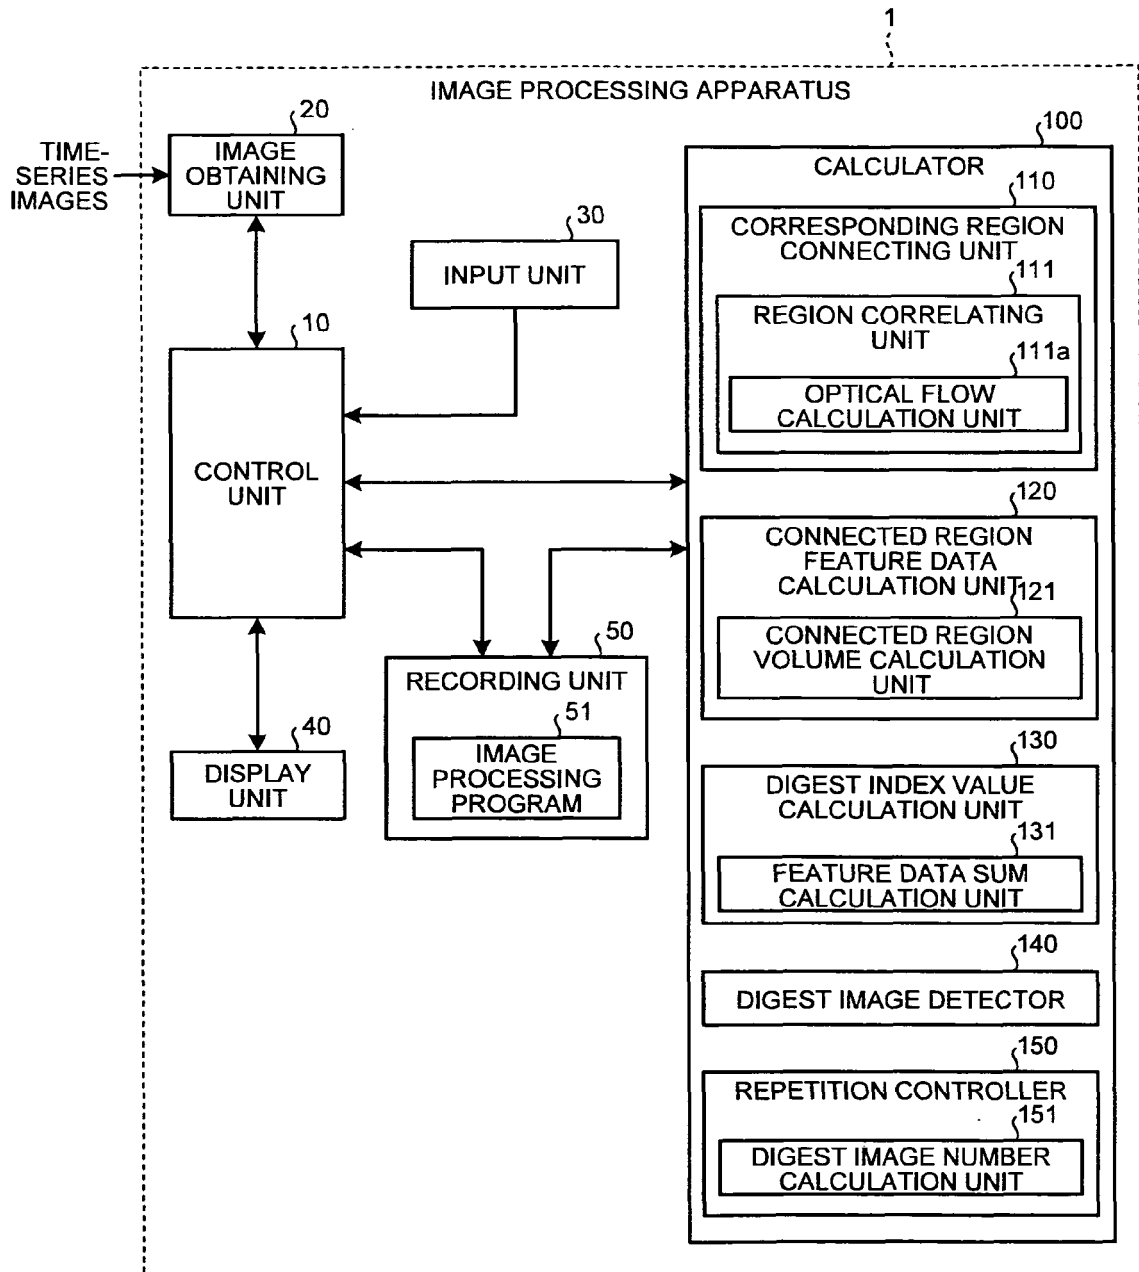 1
IMAGE PROCESSING APPARATUS
20
TIME-
SERIES
IMAGES
IMAGE
OBTAINING
UNIT
30
INPUT UNIT
10
CONTROL
UNIT
40
DISPLAY
UNIT
50
RECORDING UNIT
51
IMAGE
PROCESSING
PROGRAM
100
CALCULATOR
110
CORRESPONDING REGION
CONNECTING UNIT
111
REGION CORRELATING
UNIT
111a
OPTICAL FLOW
CALCULATION UNIT
120
CONNECTED REGION
FEATURE DATA
CALCULATION UNIT
121
CONNECTED REGION
VOLUME CALCULATION
UNIT
130
DIGEST INDEX VALUE
CALCULATION UNIT
131
FEATURE DATA SUM
CALCULATION UNIT
140
DIGEST IMAGE DETECTOR
150
REPETITION CONTROLLER
151
DIGEST IMAGE NUMBER
CALCULATION UNIT